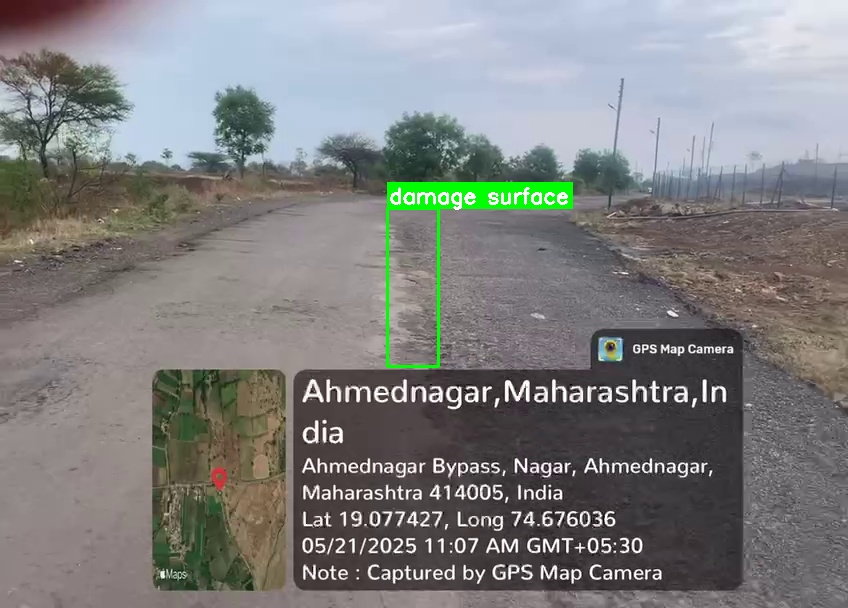 damage surface
GPS Map Camera
Ahmednagar,Maharashtra,In
dia
Ahmednagar Bypass, Nagar, Ahmednagar,
Maharashtra 414005, India
Lat 19.077427, Long 74.676036
05/21/2025 11:07 AM GMT+05:30
Note : Captured by GPS Map Camera
Maps